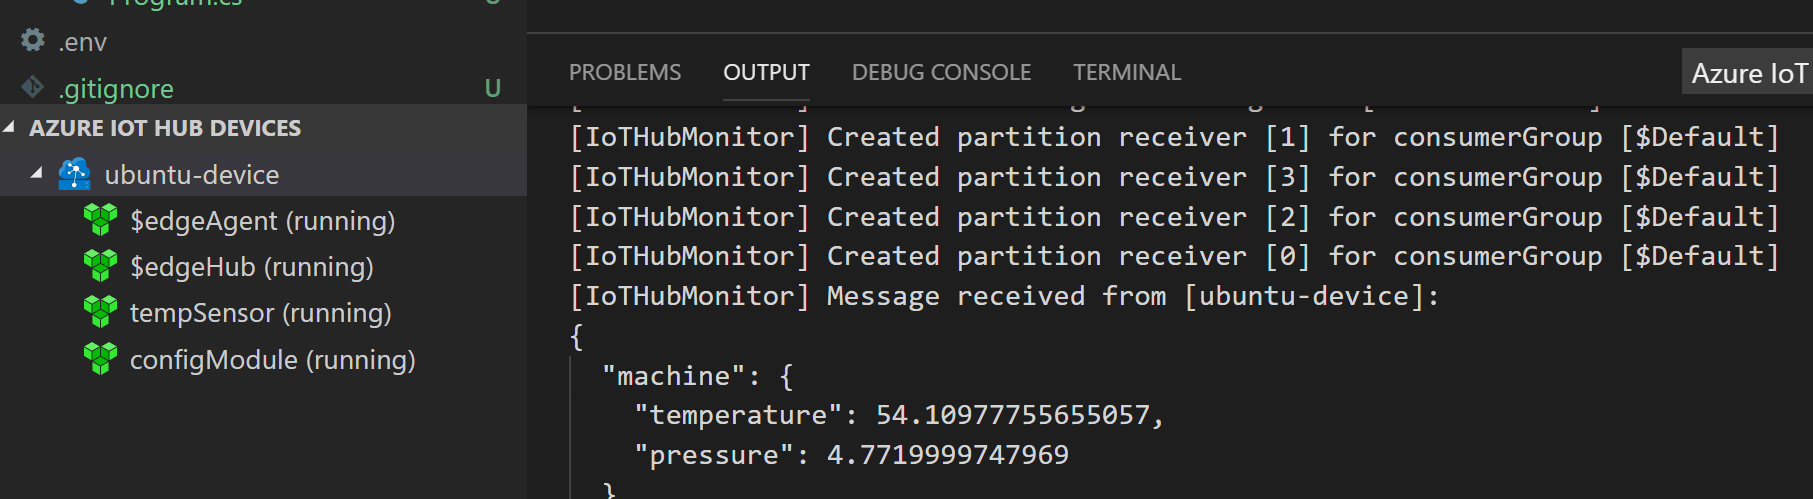 Program.cs U
.env
.gitignore U
AZURE IOT HUB DEVICES
ubuntu-device
$edgeAgent (running)
$edgeHub (running)
tempSensor (running)
configModule (running)
PROBLEMS OUTPUT DEBUG CONSOLE TERMINAL Azure IoT
[IoTHubMonitor] Created partition receiver [1] for consumerGroup [$Default]
[IoTHubMonitor] Created partition receiver [3] for consumerGroup [$Default]
[IoTHubMonitor] Created partition receiver [2] for consumerGroup [$Default]
[IoTHubMonitor] Created partition receiver [0] for consumerGroup [$Default]
[IoTHubMonitor] Message received from [ubuntu-device]:
{
"machine": {
"temperature": 54.10977755655057,
"pressure": 4.7719999747969
}